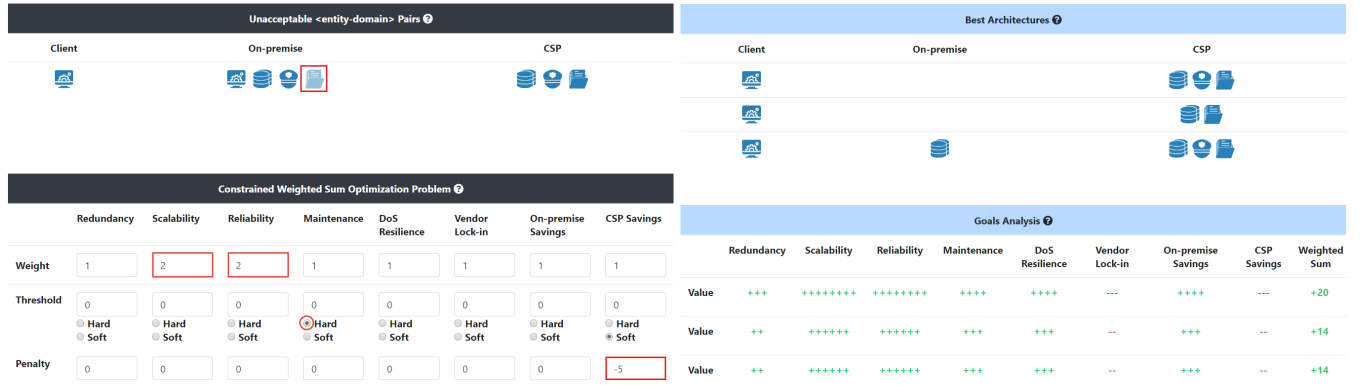 Unacceptable <entity-domain> Pairs ?
Client On-premise CSP
Constrained Weighted Sum Optimization Problem ?
Redundancy Scalability Reliability Maintenance DoS Resilience Vendor Lock-in On-premise Savings CSP Savings
Weight 1 2 2 1 1 1 1 1
Threshold 0 0 0 0 0 0 0 0
Hard Hard Hard Hard Hard Hard Hard Hard
Soft Soft Soft Soft Soft Soft Soft Soft
Penalty 0 0 0 0 0 0 0 -5
Best Architectures ?
Client On-premise CSP
Goals Analysis ?
Redundancy Scalability Reliability Maintenance DoS Resilience Vendor Lock-in On-premise Savings CSP Savings Weighted Sum
Value +++ ++++++++ ++++++++ ++++ ++++ --- ++++ --- +20
Value ++ ++++++ ++++++ +++ +++ -- +++ -- +14
Value ++ ++++++ ++++++ +++ +++ -- +++ -- +14